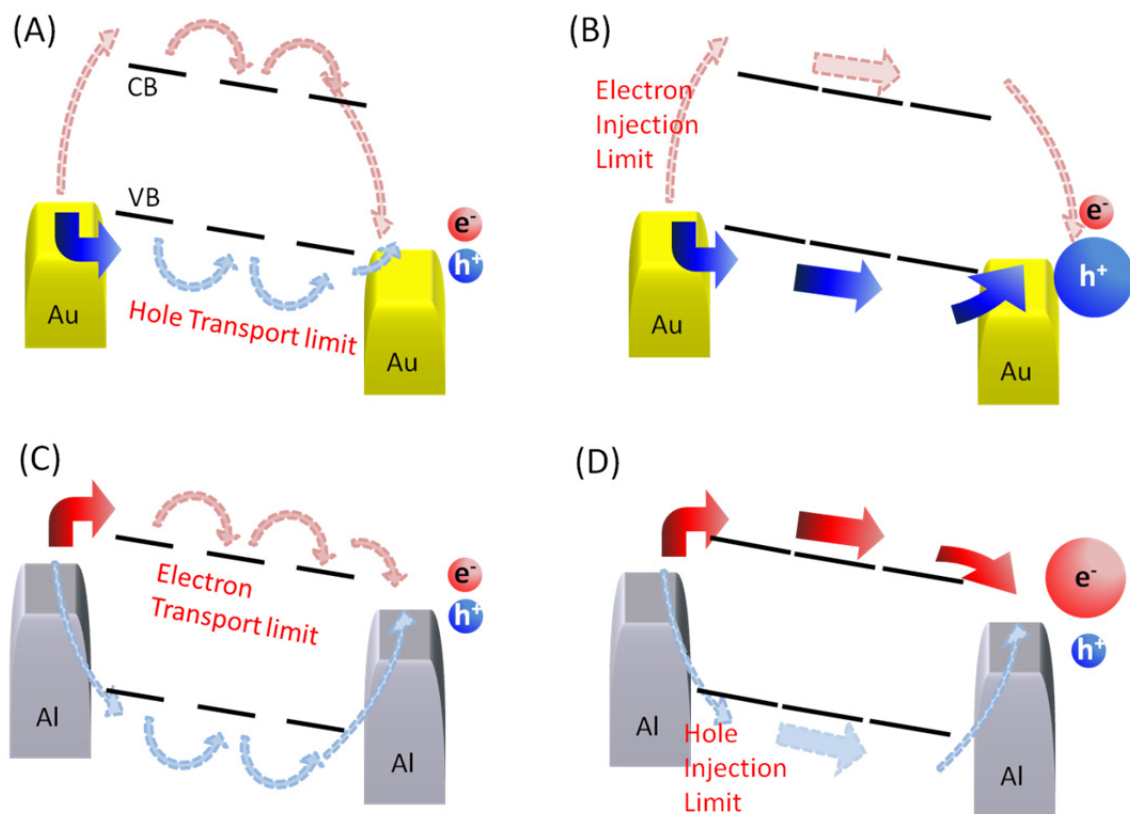 (A)
CB
VB
Au
Hole Transport limit
Au
e-
h+
(B)
Electron
Injection
Limit
Au
Au
e-
h+
(C)
Electron
Transport limit
Al
Al
e-
h+
(D)
Hole
Injection
Limit
Al
Al
e-
h+